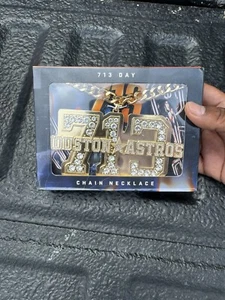 713 DAY
713
HOUSTON★ASTROS
CHAIN NECKLACE